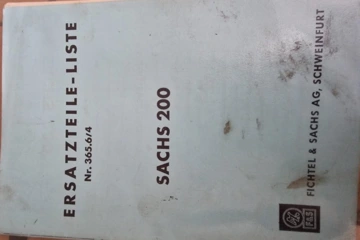 ERSATZTEILE-LISTE
Nr. 365.6/4
SACHS 200
F&S
FICHTEL & SACHS AG, SCHWEINFURT